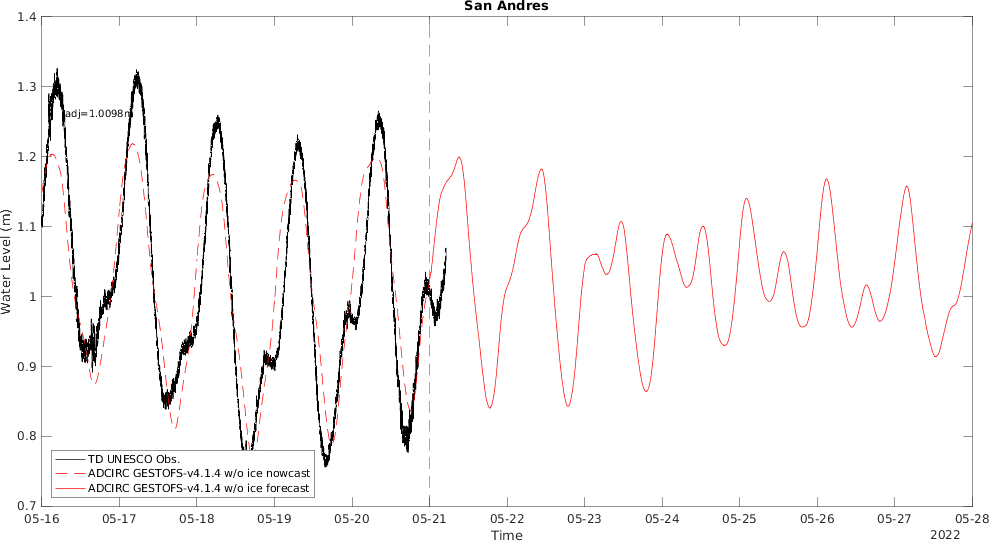 San Andres
1.4
1.3
1.2
1.1
1
0.9
0.8
0.7
Water Level (m)
adj=1.0098m
TD UNESCO Obs.
ADCIRC GESTOFS-v4.1.4 w/o ice nowcast
ADCIRC GESTOFS-v4.1.4 w/o ice forecast
05-16 05-17 05-18 05-19 05-20 05-21 05-22 05-23 05-24 05-25 05-26 05-27 05-28
Time
2022